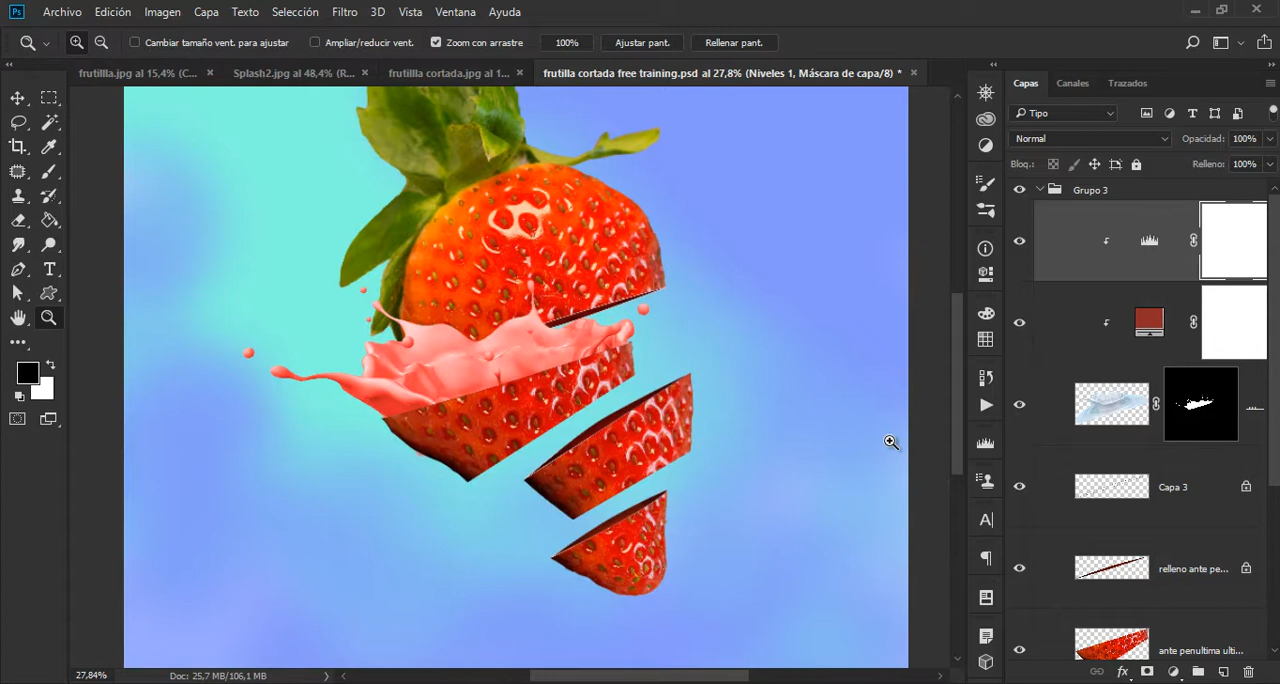 Ps Archivo Edición Imagen Capa Texto Selección Filtro 3D Vista Ventana Ayuda
Cambiar tamaño vent. para ajustar Ampliar/reducir vent. Zoom con arrastre 100% Ajustar pant. Rellenar pant.
frutillla.jpg al 15,4% (C... × Splash2.jpg al 48,4% (R... × frutillla cortada.jpg al 1... × frutilla cortada free training.psd al 27,8% (Niveles 1, Máscara de capa/8) * ×
Capas Canales Trazados
Tipo
Normal Opacidad: 100%
Bloq.: Relleno: 100%
Grupo 3
Capa 3
relleno ante pe...
ante penultima ulti...
27,84% Doc: 25,7 MB/106,1 MB